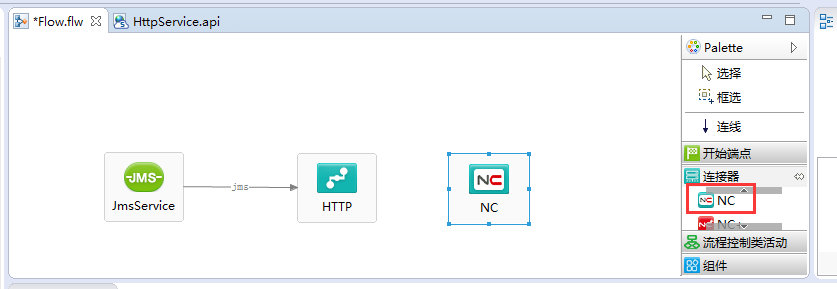 *Flow.flw
HttpService.api
Palette
选择
框选
连线
开始端点
连接器
NC
NC
流程控制类活动
组件
JMS
JmsService
jms
HTTP
NC
NC